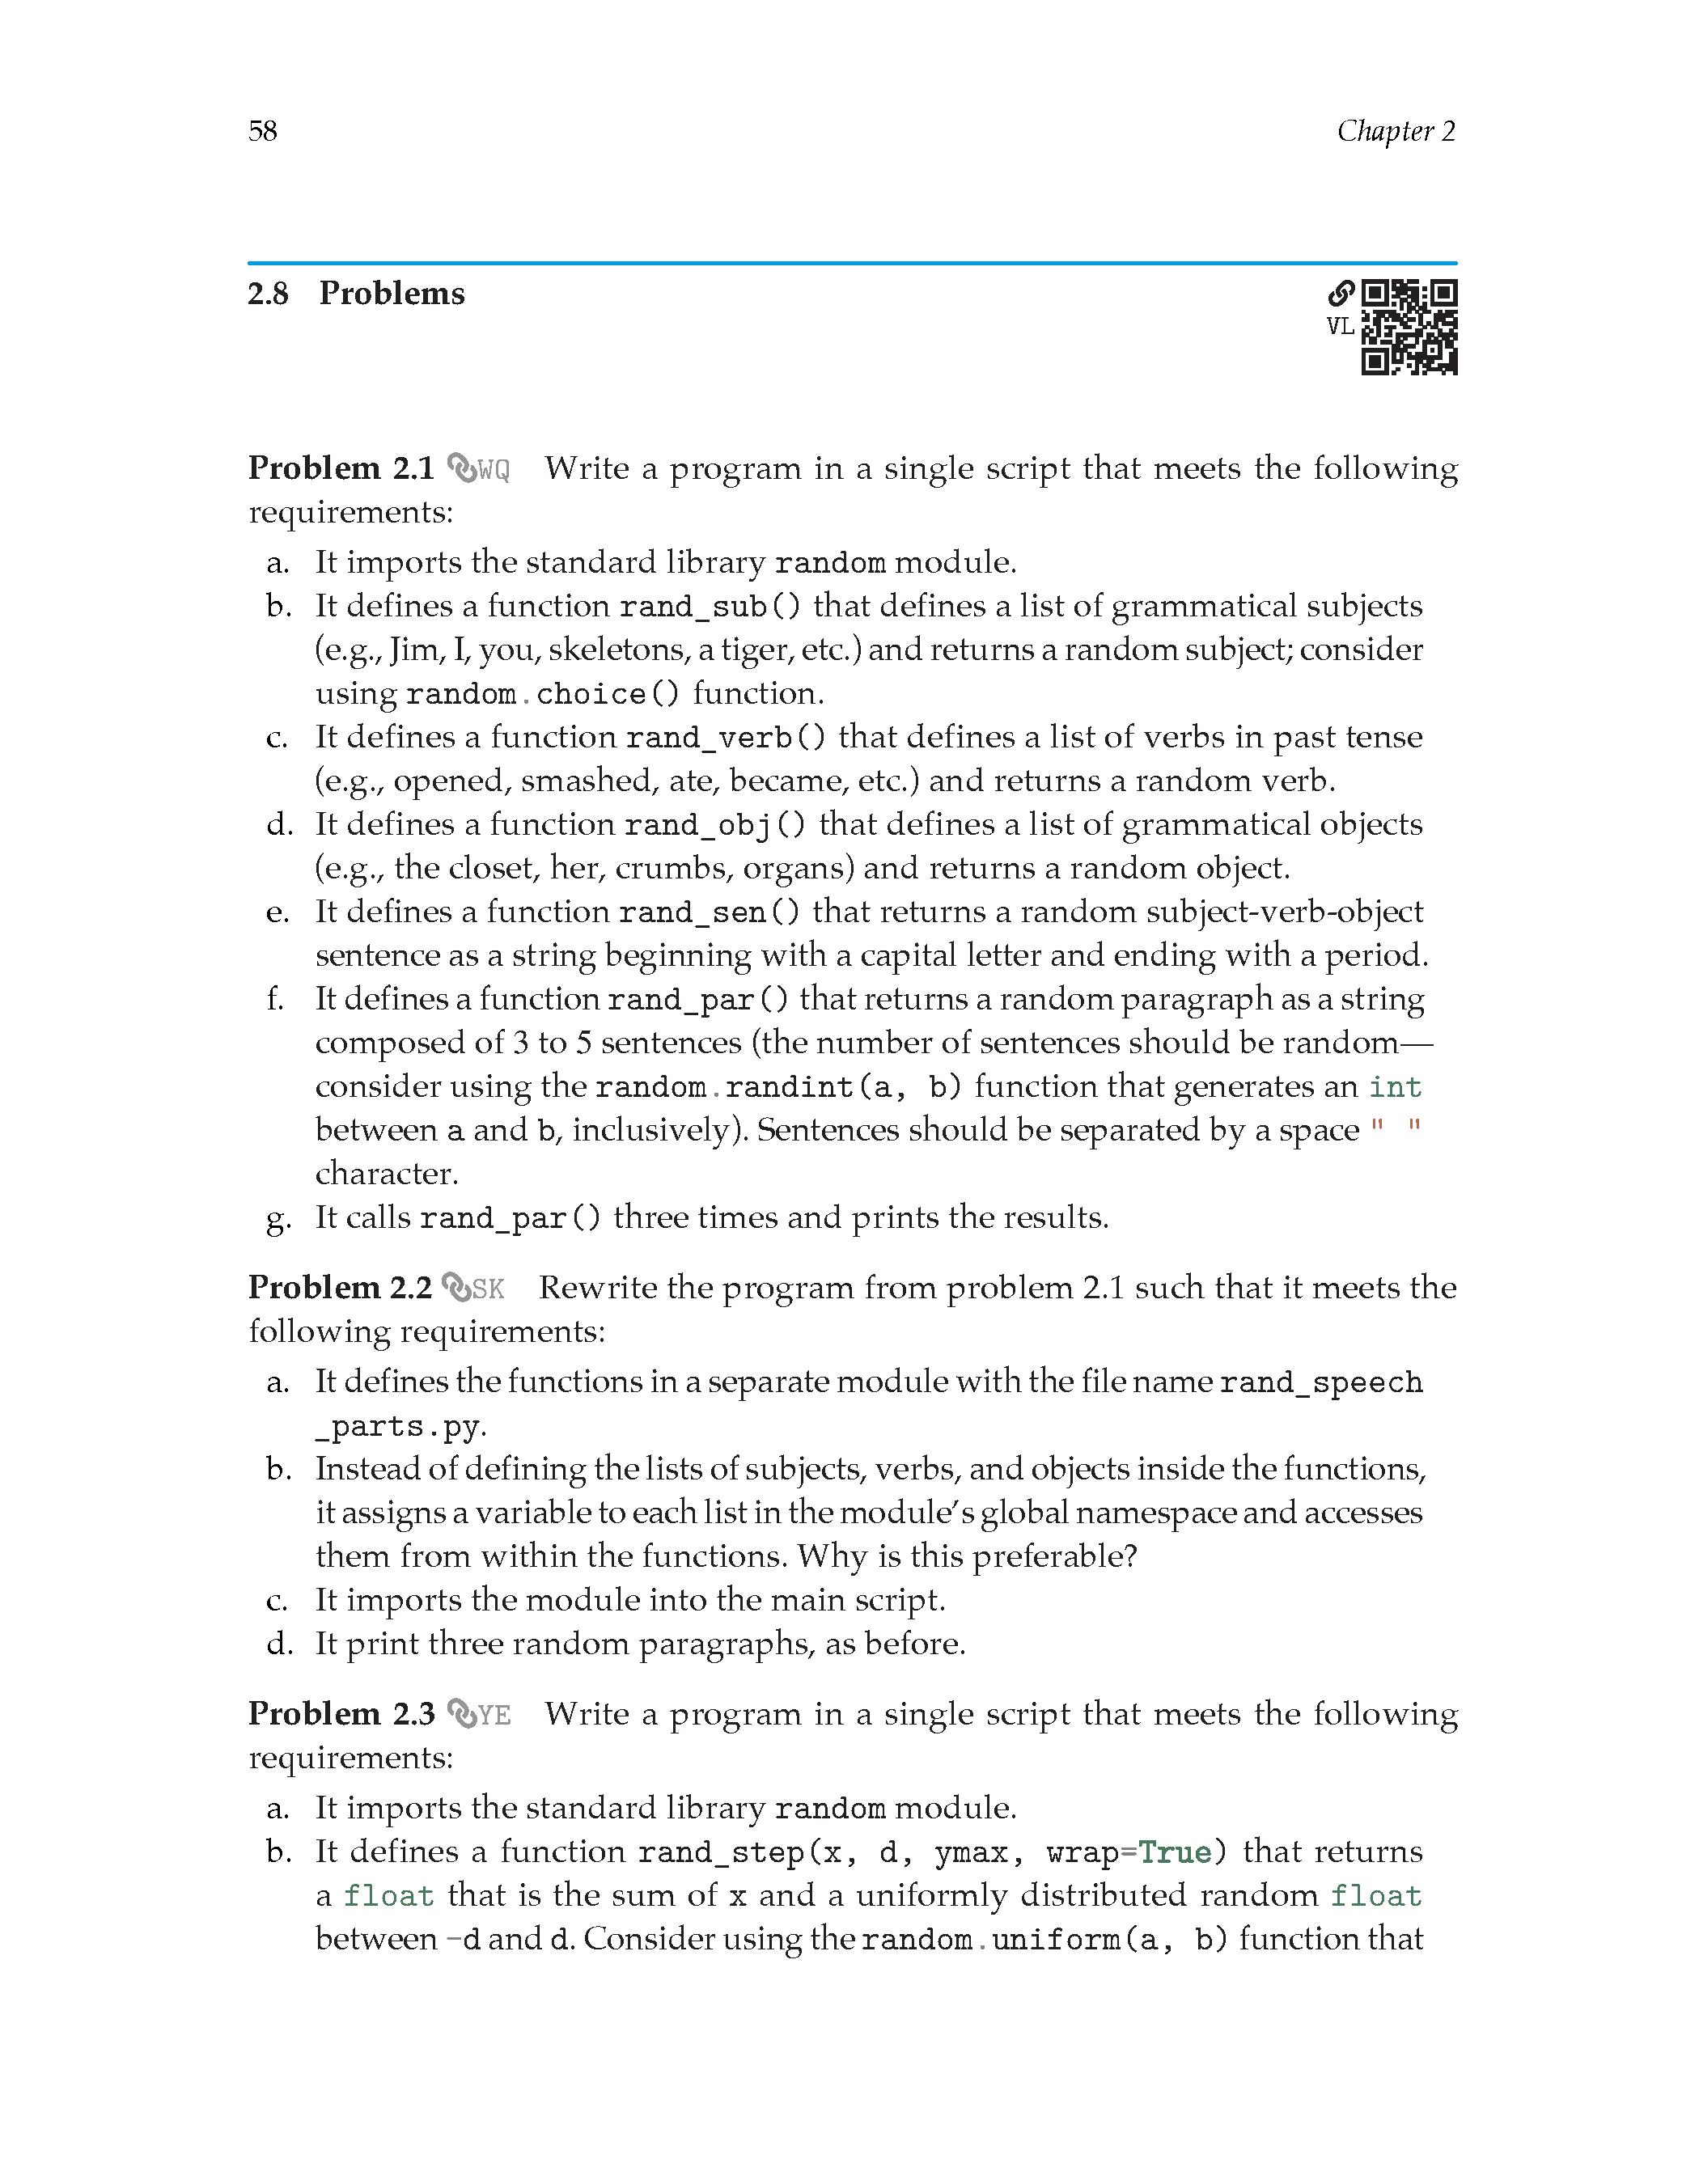 58
Chapter 2
2.8 Problems
VL
Problem 2.1 WQ Write a program in a single script that meets the following
requirements:
a. It imports the standard library random module.
b. It defines a function rand_sub() that defines a list of grammatical subjects
(e.g., Jim, I, you, skeletons, a tiger, etc.) and returns a random subject; consider
using random.choice() function.
c. It defines a function rand_verb() that defines a list of verbs in past tense
(e.g., opened, smashed, ate, became, etc.) and returns a random verb.
d. It defines a function rand_obj() that defines a list of grammatical objects
(e.g., the closet, her, crumbs, organs) and returns a random object.
e. It defines a function rand_sen() that returns a random subject-verb-object
sentence as a string beginning with a capital letter and ending with a period.
f. It defines a function rand_par() that returns a random paragraph as a string
composed of 3 to 5 sentences (the number of sentences should be random—
consider using the random.randint(a, b) function that generates an int
between a and b, inclusively). Sentences should be separated by a space " "
character.
g. It calls rand_par() three times and prints the results.
Problem 2.2 SK Rewrite the program from problem 2.1 such that it meets the
following requirements:
a. It defines the functions in a separate module with the file name rand_speech
_parts.py.
b. Instead of defining the lists of subjects, verbs, and objects inside the functions,
it assigns a variable to each list in the module's global namespace and accesses
them from within the functions. Why is this preferable?
c. It imports the module into the main script.
d. It print three random paragraphs, as before.
Problem 2.3 YE Write a program in a single script that meets the following
requirements:
a. It imports the standard library random module.
b. It defines a function rand_step(x, d, ymax, wrap=True) that returns
a float that is the sum of x and a uniformly distributed random float
between -d and d. Consider using the random.uniform(a, b) function that